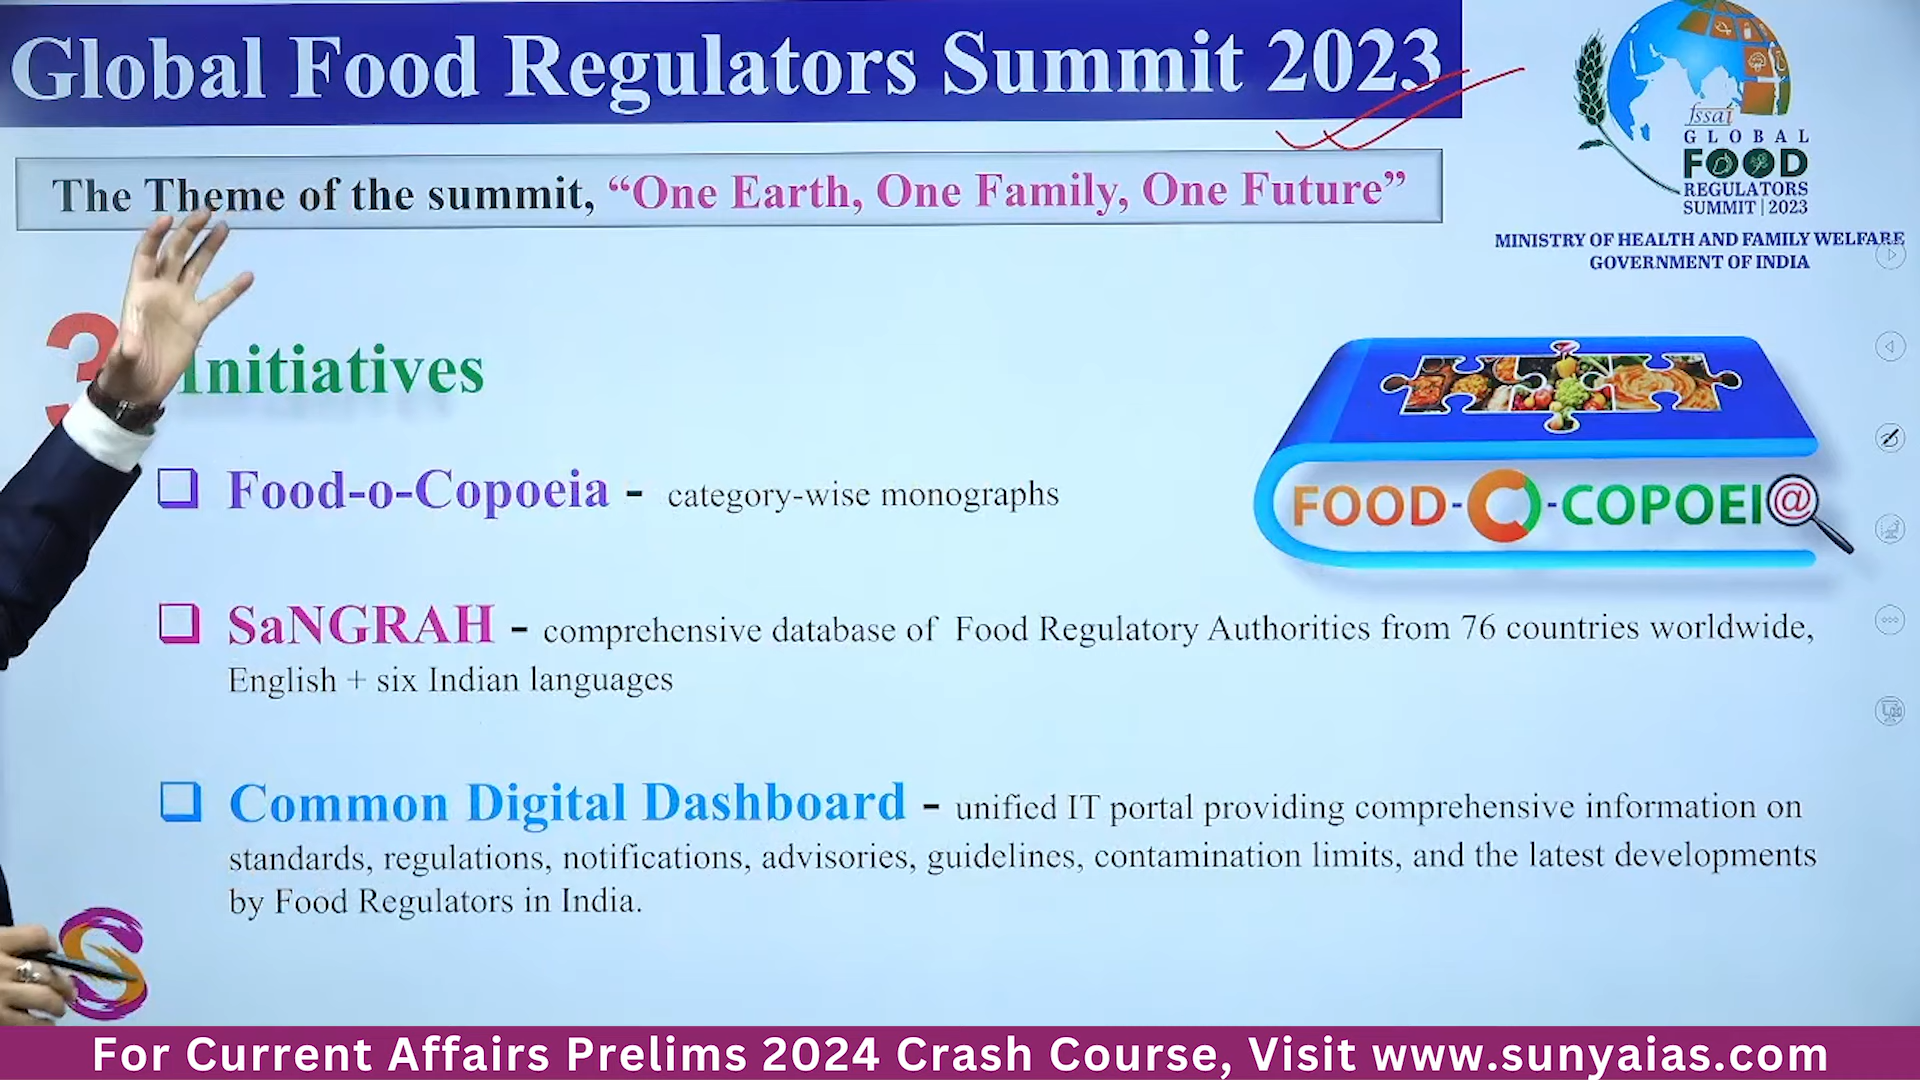 Global Food Regulators Summit 2023
The Theme of the summit, “One Earth, One Family, One Future”
fssai
GLOBAL
FOOD
REGULATORS
SUMMIT | 2023
MINISTRY OF HEALTH AND FAMILY WELFARE
GOVERNMENT OF INDIA
3 Initiatives
❑ Food-o-Copoeia - category-wise monographs
FOOD-O-COPOEI@
❑ SaNGRAH - comprehensive database of Food Regulatory Authorities from 76 countries worldwide,
English + six Indian languages
❑ Common Digital Dashboard - unified IT portal providing comprehensive information on
standards, regulations, notifications, advisories, guidelines, contamination limits, and the latest developments
by Food Regulators in India.
S
For Current Affairs Prelims 2024 Crash Course, Visit www.sunyaias.com